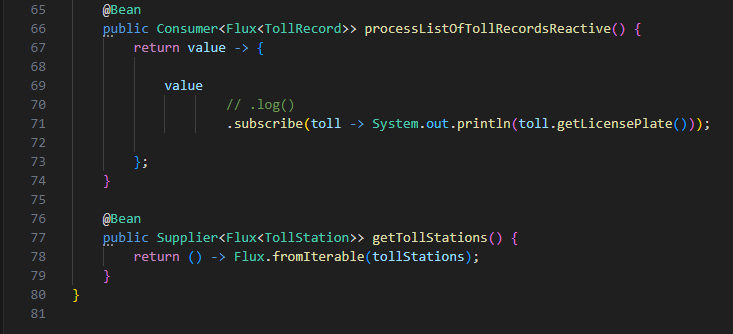 65 @Bean
66 public Consumer<Flux<TollRecord>> processListOfTollRecordsReactive() {
67 return value -> {
68
69 value
70 // .log()
71 .subscribe(toll -> System.out.println(toll.getLicensePlate()));
72
73 };
74 }
75
76 @Bean
77 public Supplier<Flux<TollStation>> getTollStations() {
78 return () -> Flux.fromIterable(tollStations);
79 }
80 }
81